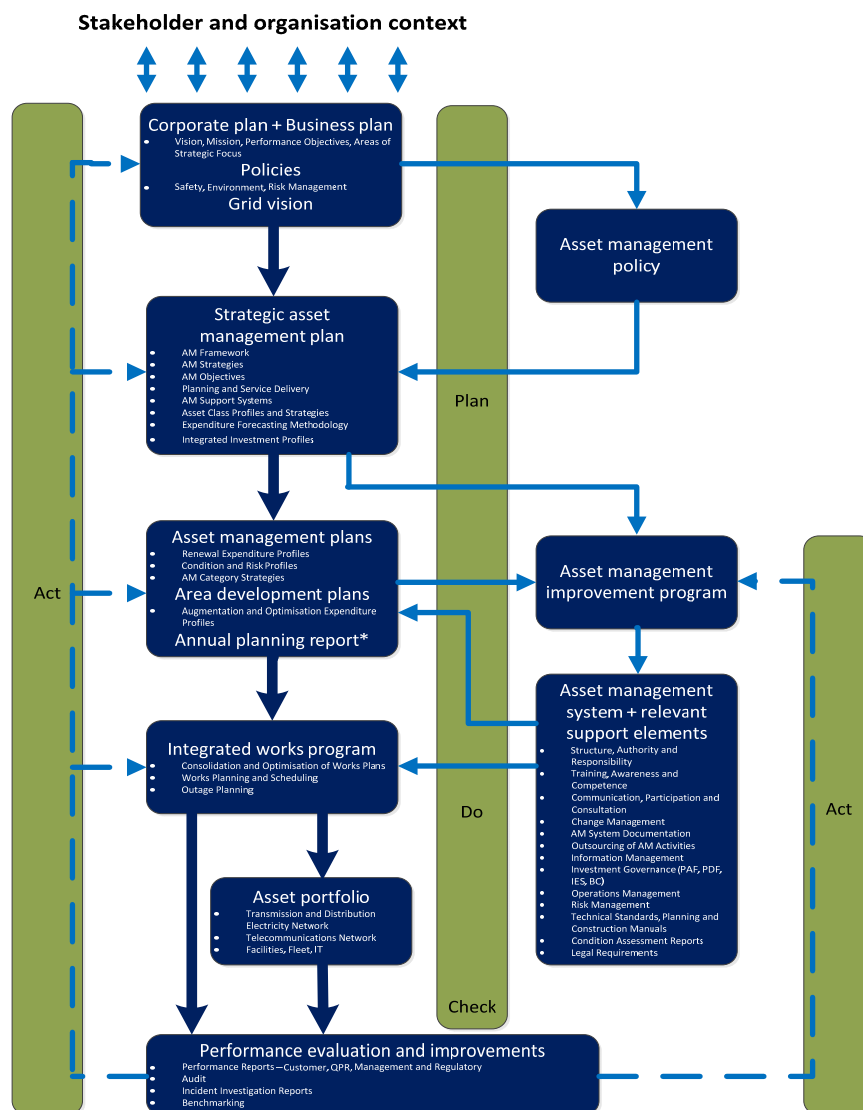 Stakeholder and organisation context
Corporate plan + Business plan
• Vision, Mission, Performance Objectives, Areas of
Strategic Focus
Policies
• Safety, Environment, Risk Management
Grid vision
Asset management
policy
Strategic asset
management plan
• AM Framework
• AM Strategies
• AM Objectives
• Planning and Service Delivery
• AM Support Systems
• Asset Class Profiles and Strategies
• Expenditure Forecasting Methodology
• Integrated Investment Profiles
Plan
Asset management plans
• Renewal Expenditure Profiles
• Condition and Risk Profiles
• AM Category Strategies
Area development plans
• Augmentation and Optimisation Expenditure
Profiles
Annual planning report*
Act
Asset management
improvement program
Asset management
system + relevant
support elements
• Structure, Authority and
Responsibility
• Training, Awareness and
Competence
• Communication, Participation and
Consultation
• Change Management
• AM System Documentation
• Outsourcing of AM Activities
• Information Management
• Investment Governance (PAF, PDF,
IES, BC)
• Operations Management
• Risk Management
• Technical Standards, Planning and
Construction Manuals
• Condition Assessment Reports
• Legal Requirements
Integrated works program
• Consolidation and Optimisation of Works Plans
• Works Planning and Scheduling
• Outage Planning
Do
Act
Asset portfolio
• Transmission and Distribution
Electricity Network
• Telecommunications Network
• Facilities, Fleet, IT
Check
Performance evaluation and improvements
• Performance Reports—Customer, QPR, Management and Regulatory
• Audit
• Incident Investigation Reports
• Benchmarking